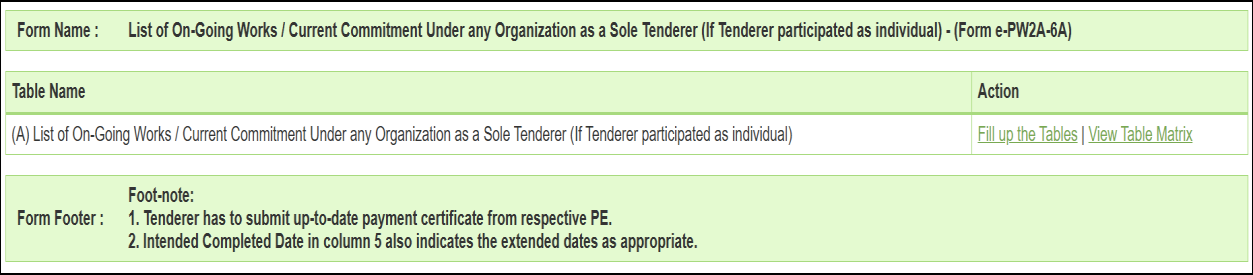 Form Name : List of On-Going Works / Current Commitment Under any Organization as a Sole Tenderer (If Tenderer participated as individual) - (Form e-PW2A-6A)
Table Name Action
(A) List of On-Going Works / Current Commitment Under any Organization as a Sole Tenderer (If Tenderer participated as individual) Fill up the Tables | View Table Matrix
Foot-note:
Form Footer : 1. Tenderer has to submit up-to-date payment certificate from respective PE.
2. Intended Completed Date in column 5 also indicates the extended dates as appropriate.